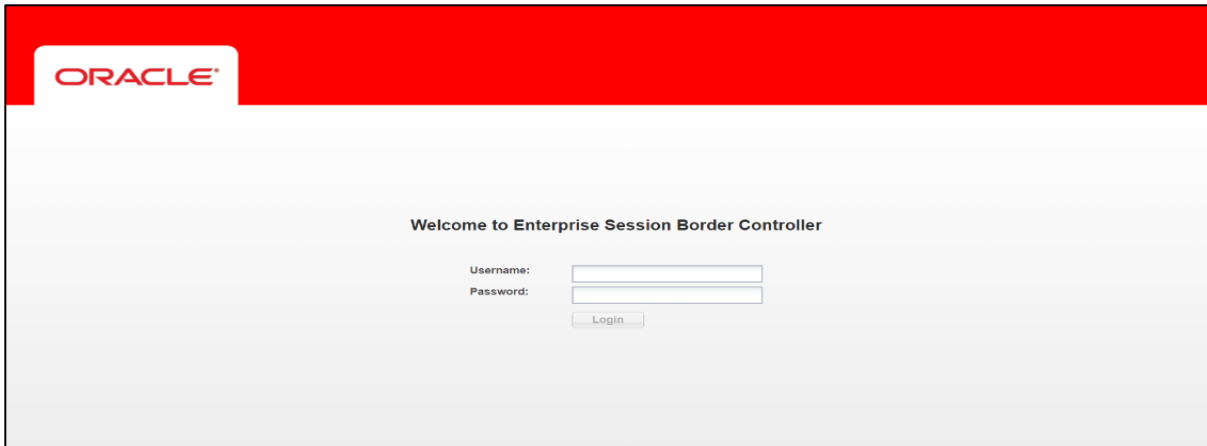 ORACLE®
Welcome to Enterprise Session Border Controller
Username:
Password:
Login